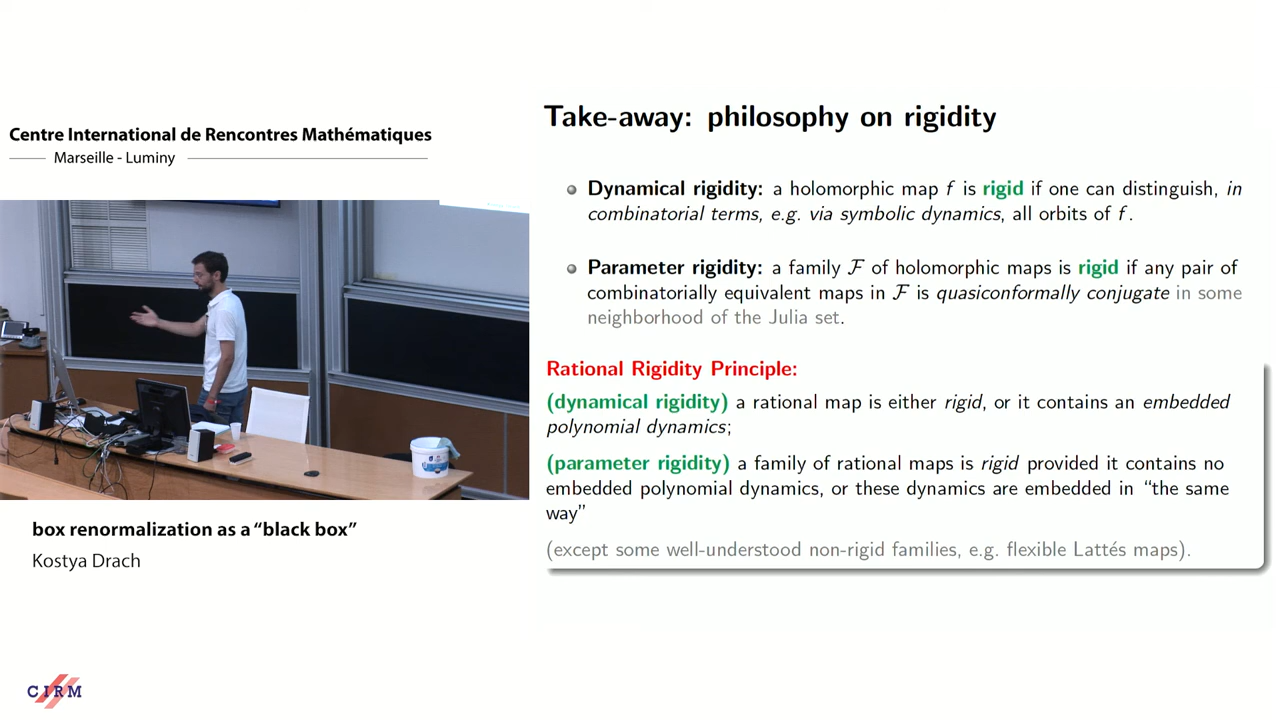 Centre International de Rencontres Mathématiques
Marseille - Luminy
box renormalization as a “black box”
Kostya Drach
CIRM
Take-away: philosophy on rigidity
Dynamical rigidity: a holomorphic map f is rigid if one can distinguish, in
combinatorial terms, e.g. via symbolic dynamics, all orbits of f.
Parameter rigidity: a family F of holomorphic maps is rigid if any pair of
combinatorially equivalent maps in F is quasiconformally conjugate in some
neighborhood of the Julia set.
Rational Rigidity Principle:
(dynamical rigidity) a rational map is either rigid, or it contains an embedded
polynomial dynamics;
(parameter rigidity) a family of rational maps is rigid provided it contains no
embedded polynomial dynamics, or these dynamics are embedded in “the same
way”
(except some well-understood non-rigid families, e.g. flexible Lattés maps).